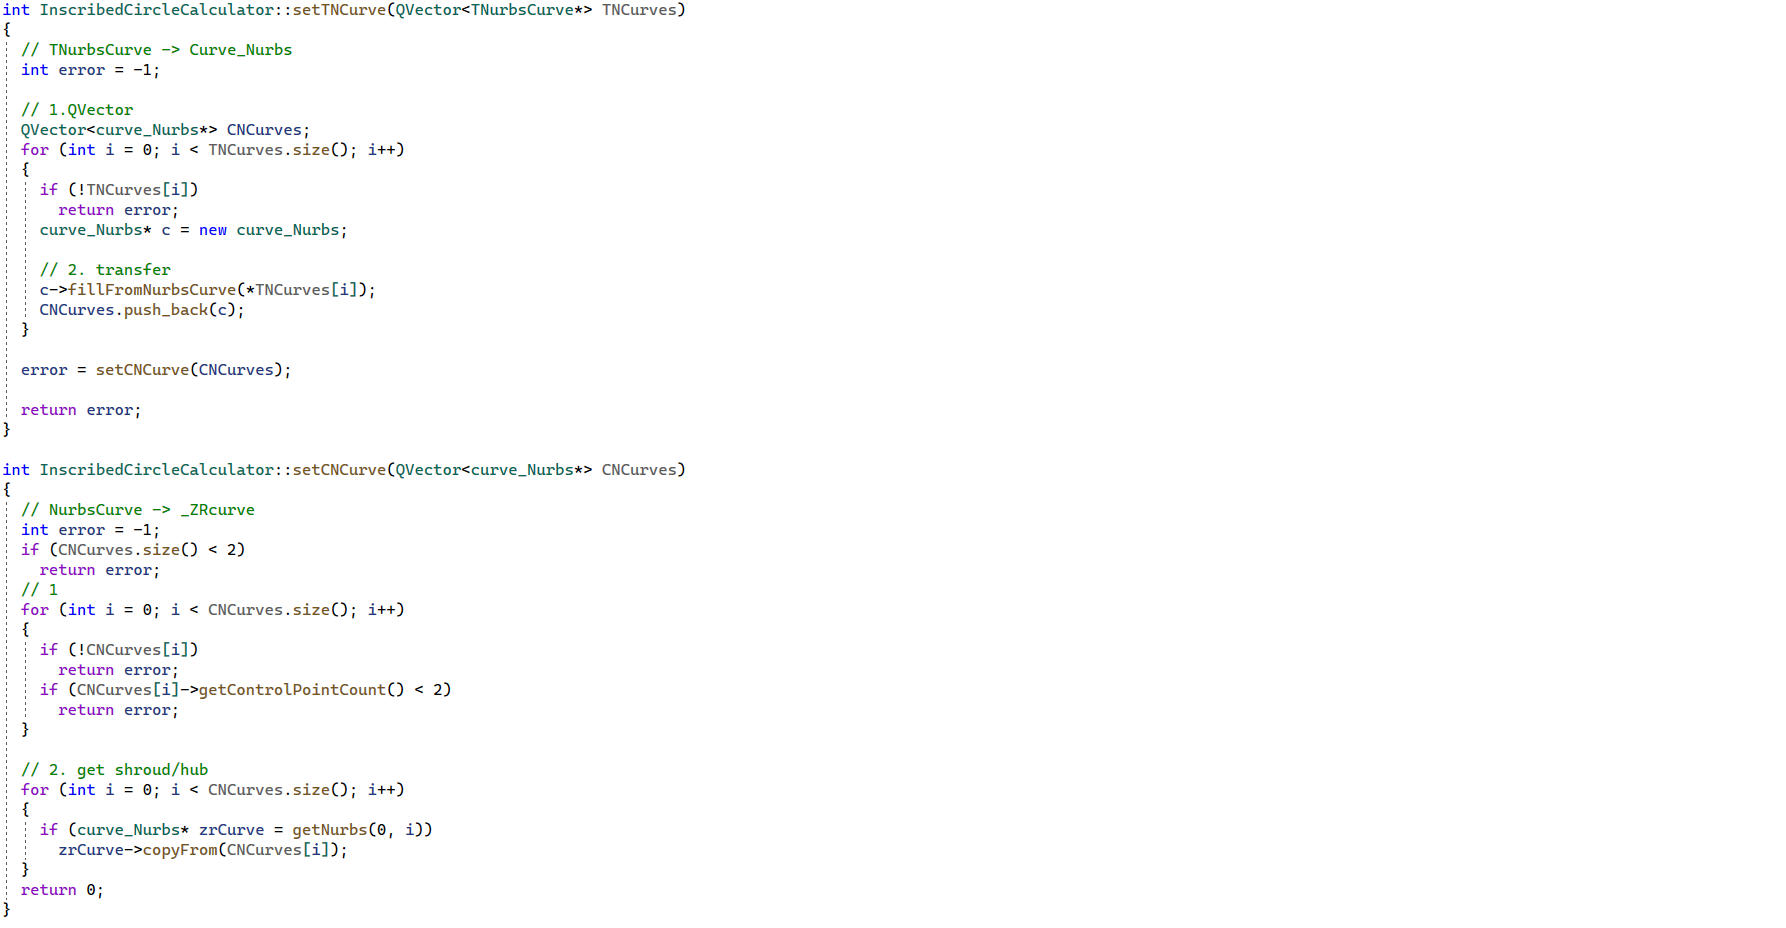 int InscribedCircleCalculator::setTNCurve(QVector<TNurbsCurve*> TNCurves)
{
  // TNurbsCurve -> Curve_Nurbs
  int error = -1;

  // 1.QVector
  QVector<curve_Nurbs*> CNCurves;
  for (int i = 0; i < TNCurves.size(); i++)
  {
    if (!TNCurves[i])
      return error;
    curve_Nurbs* c = new curve_Nurbs;

    // 2. transfer
    c->fillFromNurbsCurve(*TNCurves[i]);
    CNCurves.push_back(c);
  }

  error = setCNCurve(CNCurves);

  return error;
}

int InscribedCircleCalculator::setCNCurve(QVector<curve_Nurbs*> CNCurves)
{
  // NurbsCurve -> _ZRcurve
  int error = -1;
  if (CNCurves.size() < 2)
    return error;
  // 1
  for (int i = 0; i < CNCurves.size(); i++)
  {
    if (!CNCurves[i])
      return error;
    if (CNCurves[i]->getControlPointCount() < 2)
      return error;
  }

  // 2. get shroud/hub
  for (int i = 0; i < CNCurves.size(); i++)
  {
    if (curve_Nurbs* zrCurve = getNurbs(0, i))
      zrCurve->copyFrom(CNCurves[i]);
  }
  return 0;
}